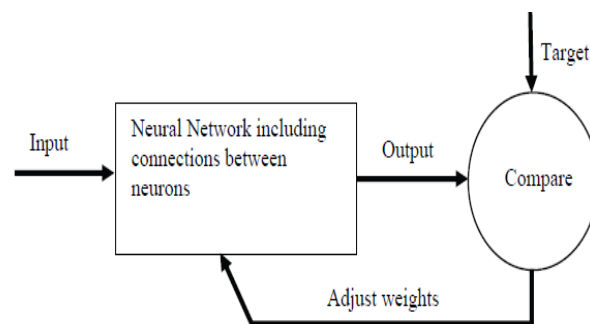 Target
Neural Network including
connections between
neurons
Input
Output
Compare
Adjust weights